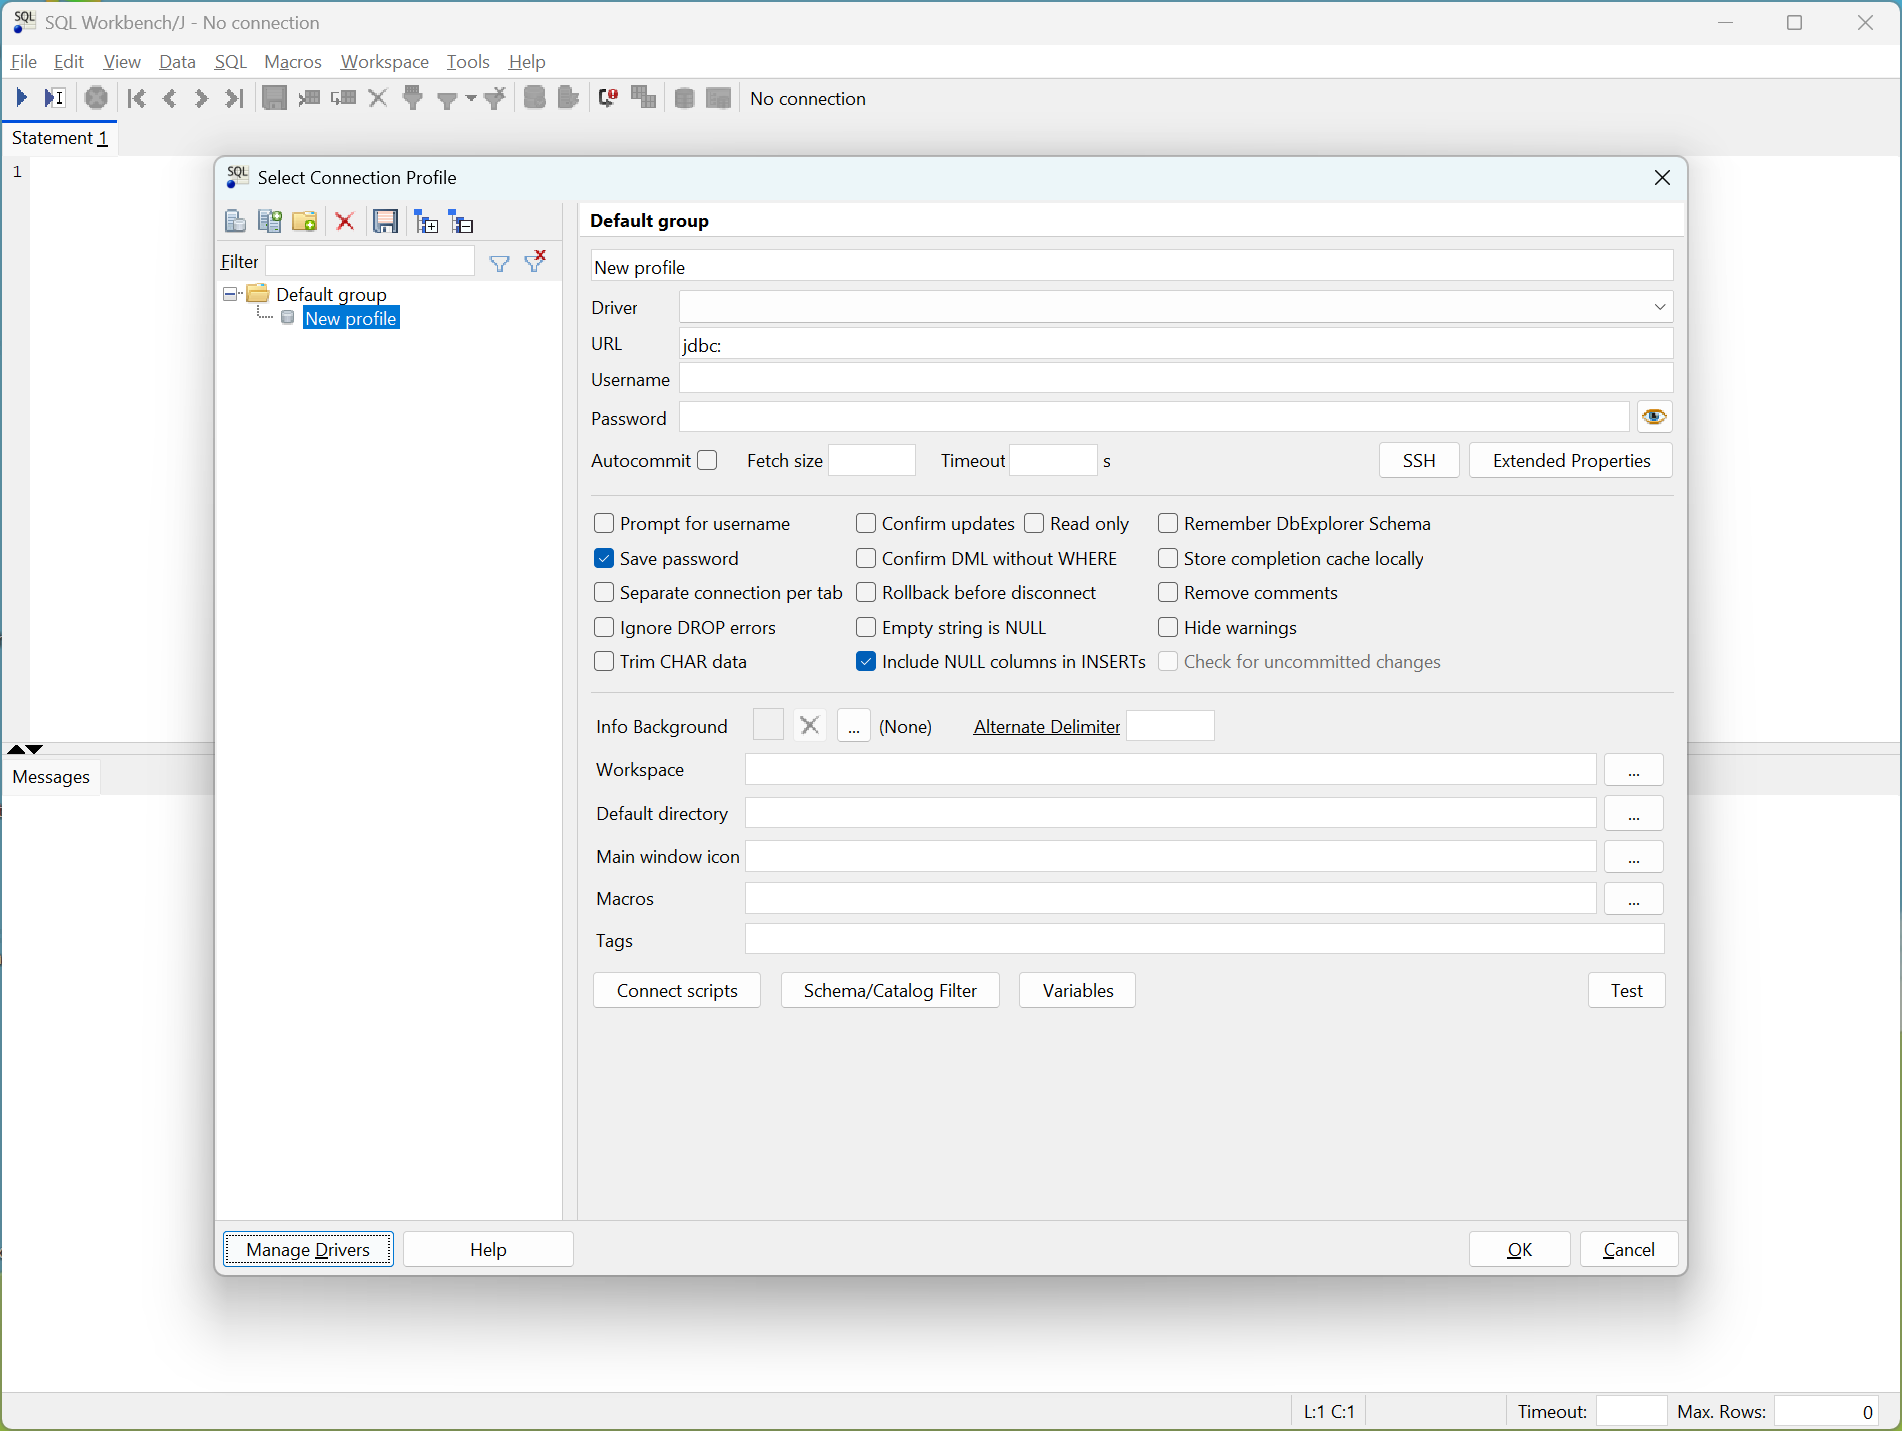 SQL Workbench/J - No connection
File Edit View Data SQL Macros Workspace Tools Help
No connection
Statement 1
1
Select Connection Profile
Filter
Default group
New profile
Default group
New profile
Driver
URL jdbc:
Username
Password
Autocommit Fetch size Timeout s SSH Extended Properties
Prompt for username Confirm updates Read only Remember DbExplorer Schema
Save password Confirm DML without WHERE Store completion cache locally
Separate connection per tab Rollback before disconnect Remove comments
Ignore DROP errors Empty string is NULL Hide warnings
Trim CHAR data Include NULL columns in INSERTs Check for uncommitted changes
Info Background ... (None) Alternate Delimiter
Workspace ...
Default directory ...
Main window icon ...
Macros ...
Tags
Connect scripts Schema/Catalog Filter Variables Test
Manage Drivers Help OK Cancel
Messages
L:1 C:1 Timeout: Max. Rows: 0